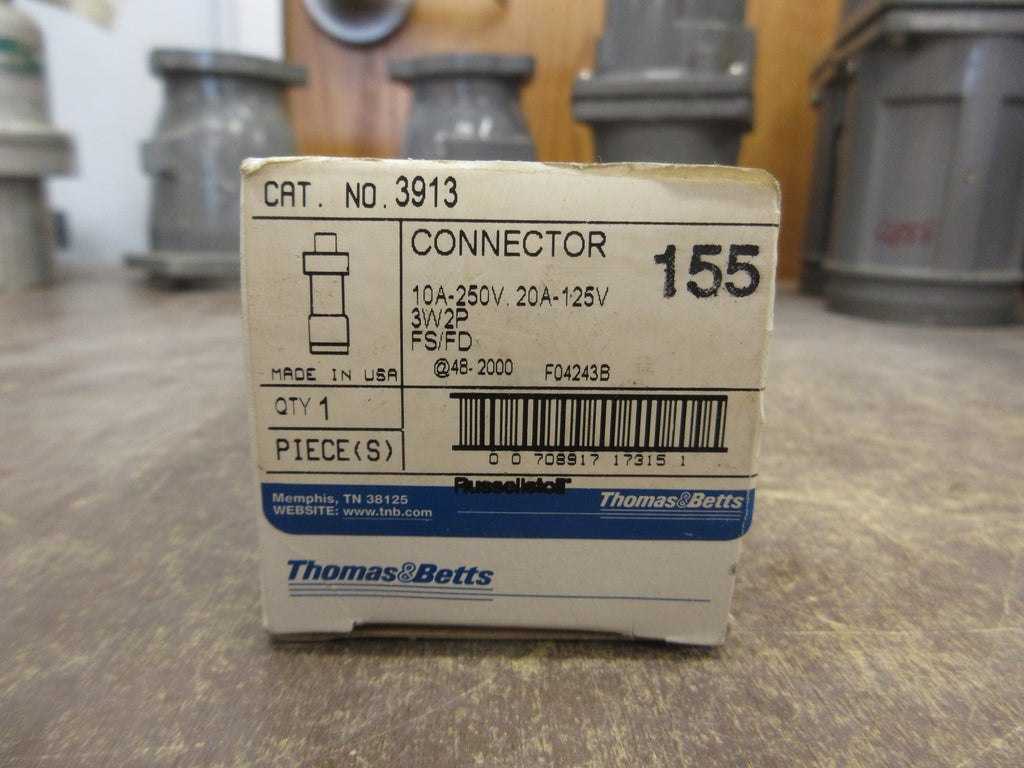 CAT. NO. 3913
CONNECTOR
155
10A-250V, 20A-125V
3W2P
FS/FD
@48-2000 F04243B
MADE IN USA
QTY 1
PIECE(S)
0 0 708917 17315 1
Russellstoll
Memphis, TN 38125
WEBSITE: www.tnb.com
Thomas&Betts
Thomas&Betts